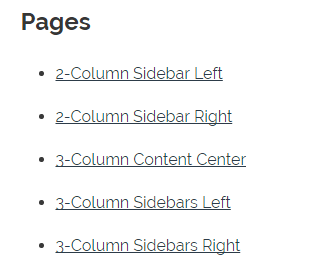 Pages
2-Column Sidebar Left
2-Column Sidebar Right
3-Column Content Center
3-Column Sidebars Left
3-Column Sidebars Right